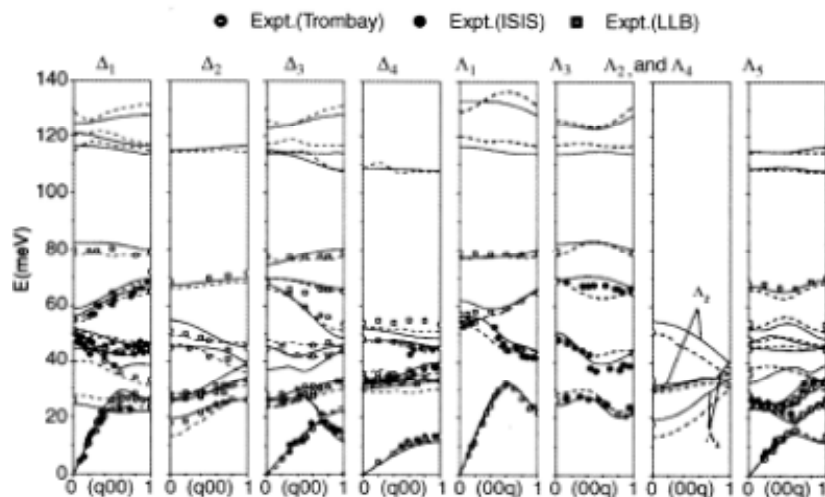 Expt.(Trombay) Expt.(ISIS) Expt.(LLB)
Δ1 Δ2 Δ3 Δ4 Λ1 Λ3 Λ2, and Λ4 Λ5
140
120
100
80
60
40
20
0
E(meV)
Λ2
Λ4
0 (q00) 1 0 (q00) 1 0 (q00) 1 0 (q00) 1 0 (00q) 1 0 (00q) 1 0 (00q) 1 0 (00q) 1